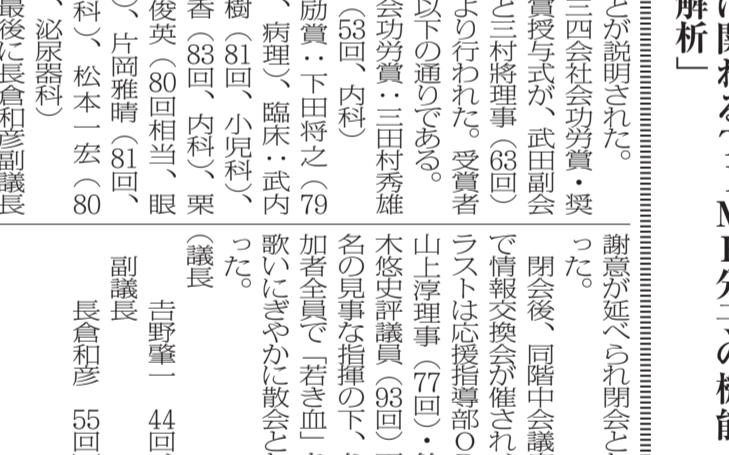 関わる 分子の機能
解析」
とが説明された。
三四会社会功労賞・奨
賞授与式が、武田副会
と三村將理事（63回）
より行われた。受賞者
以下の通りである。
会功労賞：三田村秀雄
（53回、内科）
励賞：下田将之（79
、病理）、臨床：武内
樹（81回、小児科）、
香（83回、内科）、栗
俊英（80回相当、眼
）、片岡雅晴（81回、
科）、松本一宏（80
、泌尿器科）
最後に長倉和彦副議長
謝意が延べられ閉会と
った。
閉会後、同階中会議
で情報交換会が催され
ラストは応援指導部O
山上淳理事（77回）・
木悠史評議員（93回）
名の見事な指揮の下、
加者全員で「若き血」
歌いにぎやかに散会と
った。
（議長
𠮷野肇一　44回、
副議長
長倉和彦　55回